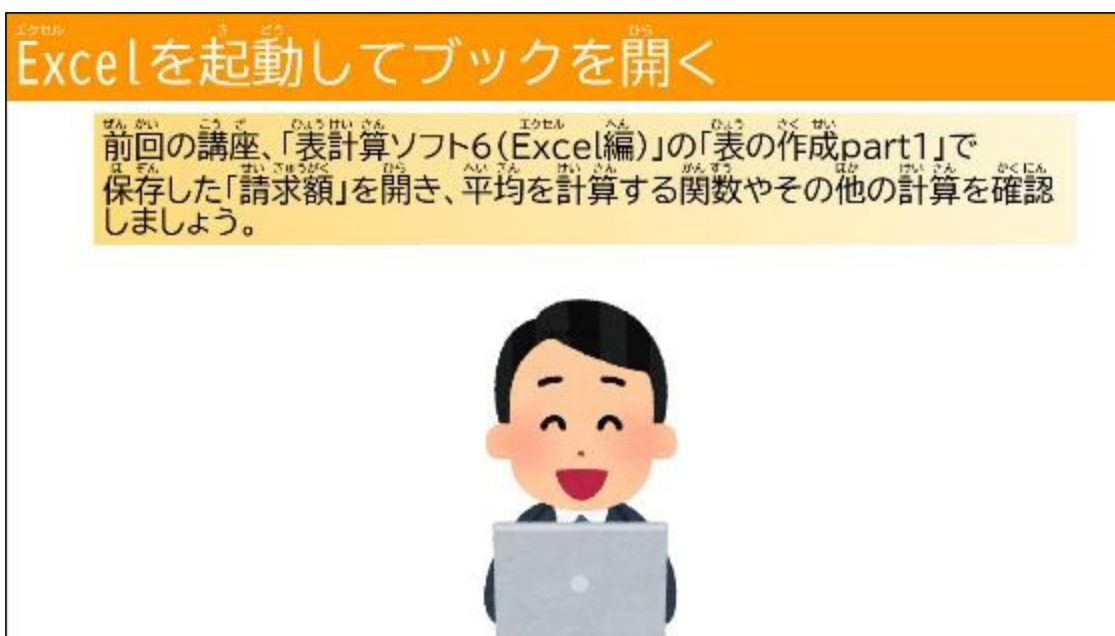 Excelを起動してブックを開く
前回の講座、「表計算ソフト6(Excel編)」の「表の作成part1」で
保存した「請求額」を開き、平均を計算する関数やその他の計算を確認
しましょう。